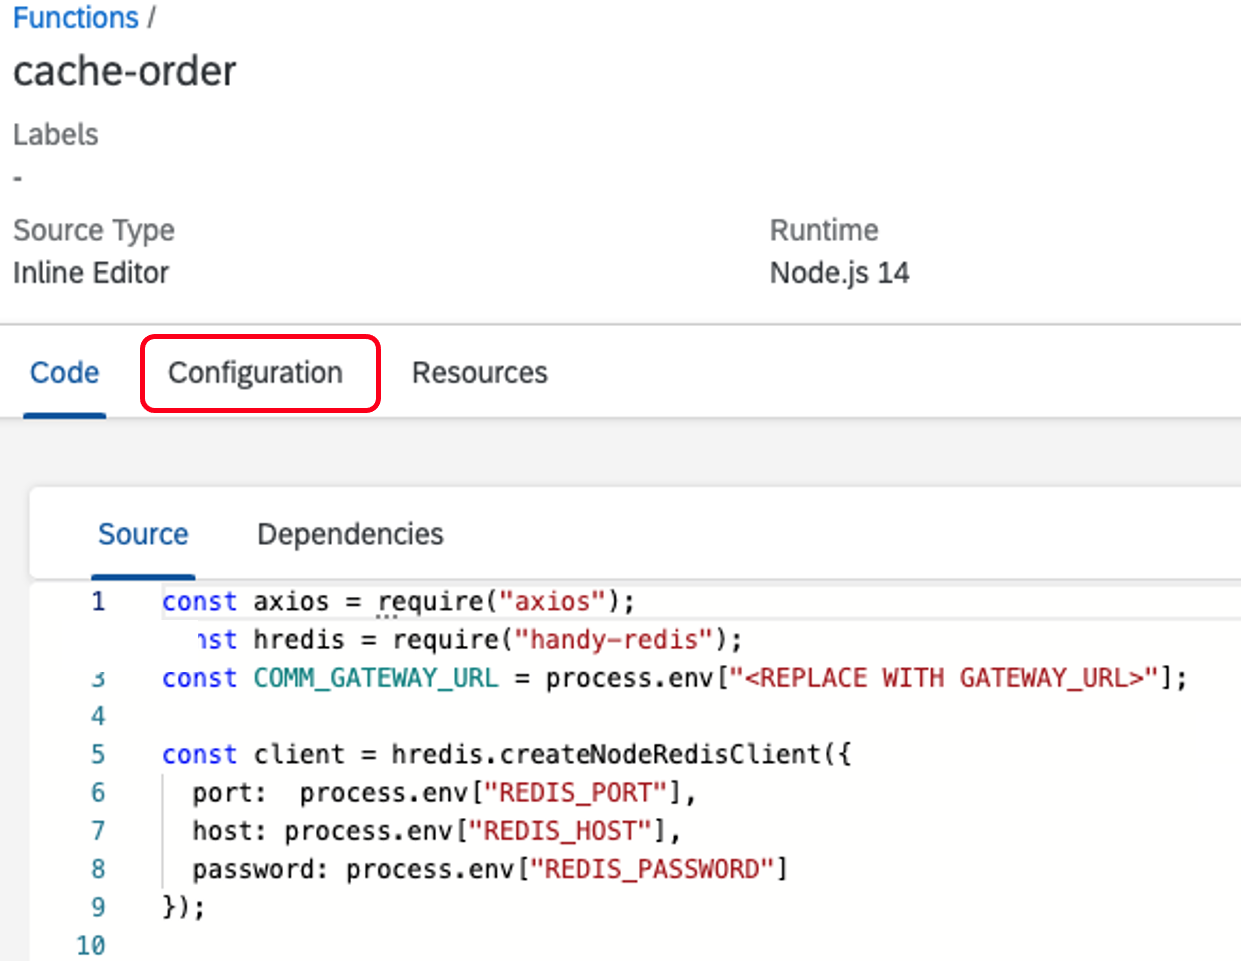 Functions /
cache-order
Labels
-
Source Type
Runtime
Inline Editor
Node.js 14
Code Configuration Resources
Source Dependencies
1 const axios = require("axios");
nst hredis = require("handy-redis");
3 const COMM_GATEWAY_URL = process.env["<REPLACE WITH GATEWAY_URL>"];
4
5 const client = hredis.createNodeRedisClient({
6 port:  process.env["REDIS_PORT"],
7 host: process.env["REDIS_HOST"],
8 password: process.env["REDIS_PASSWORD"]
9 });
10